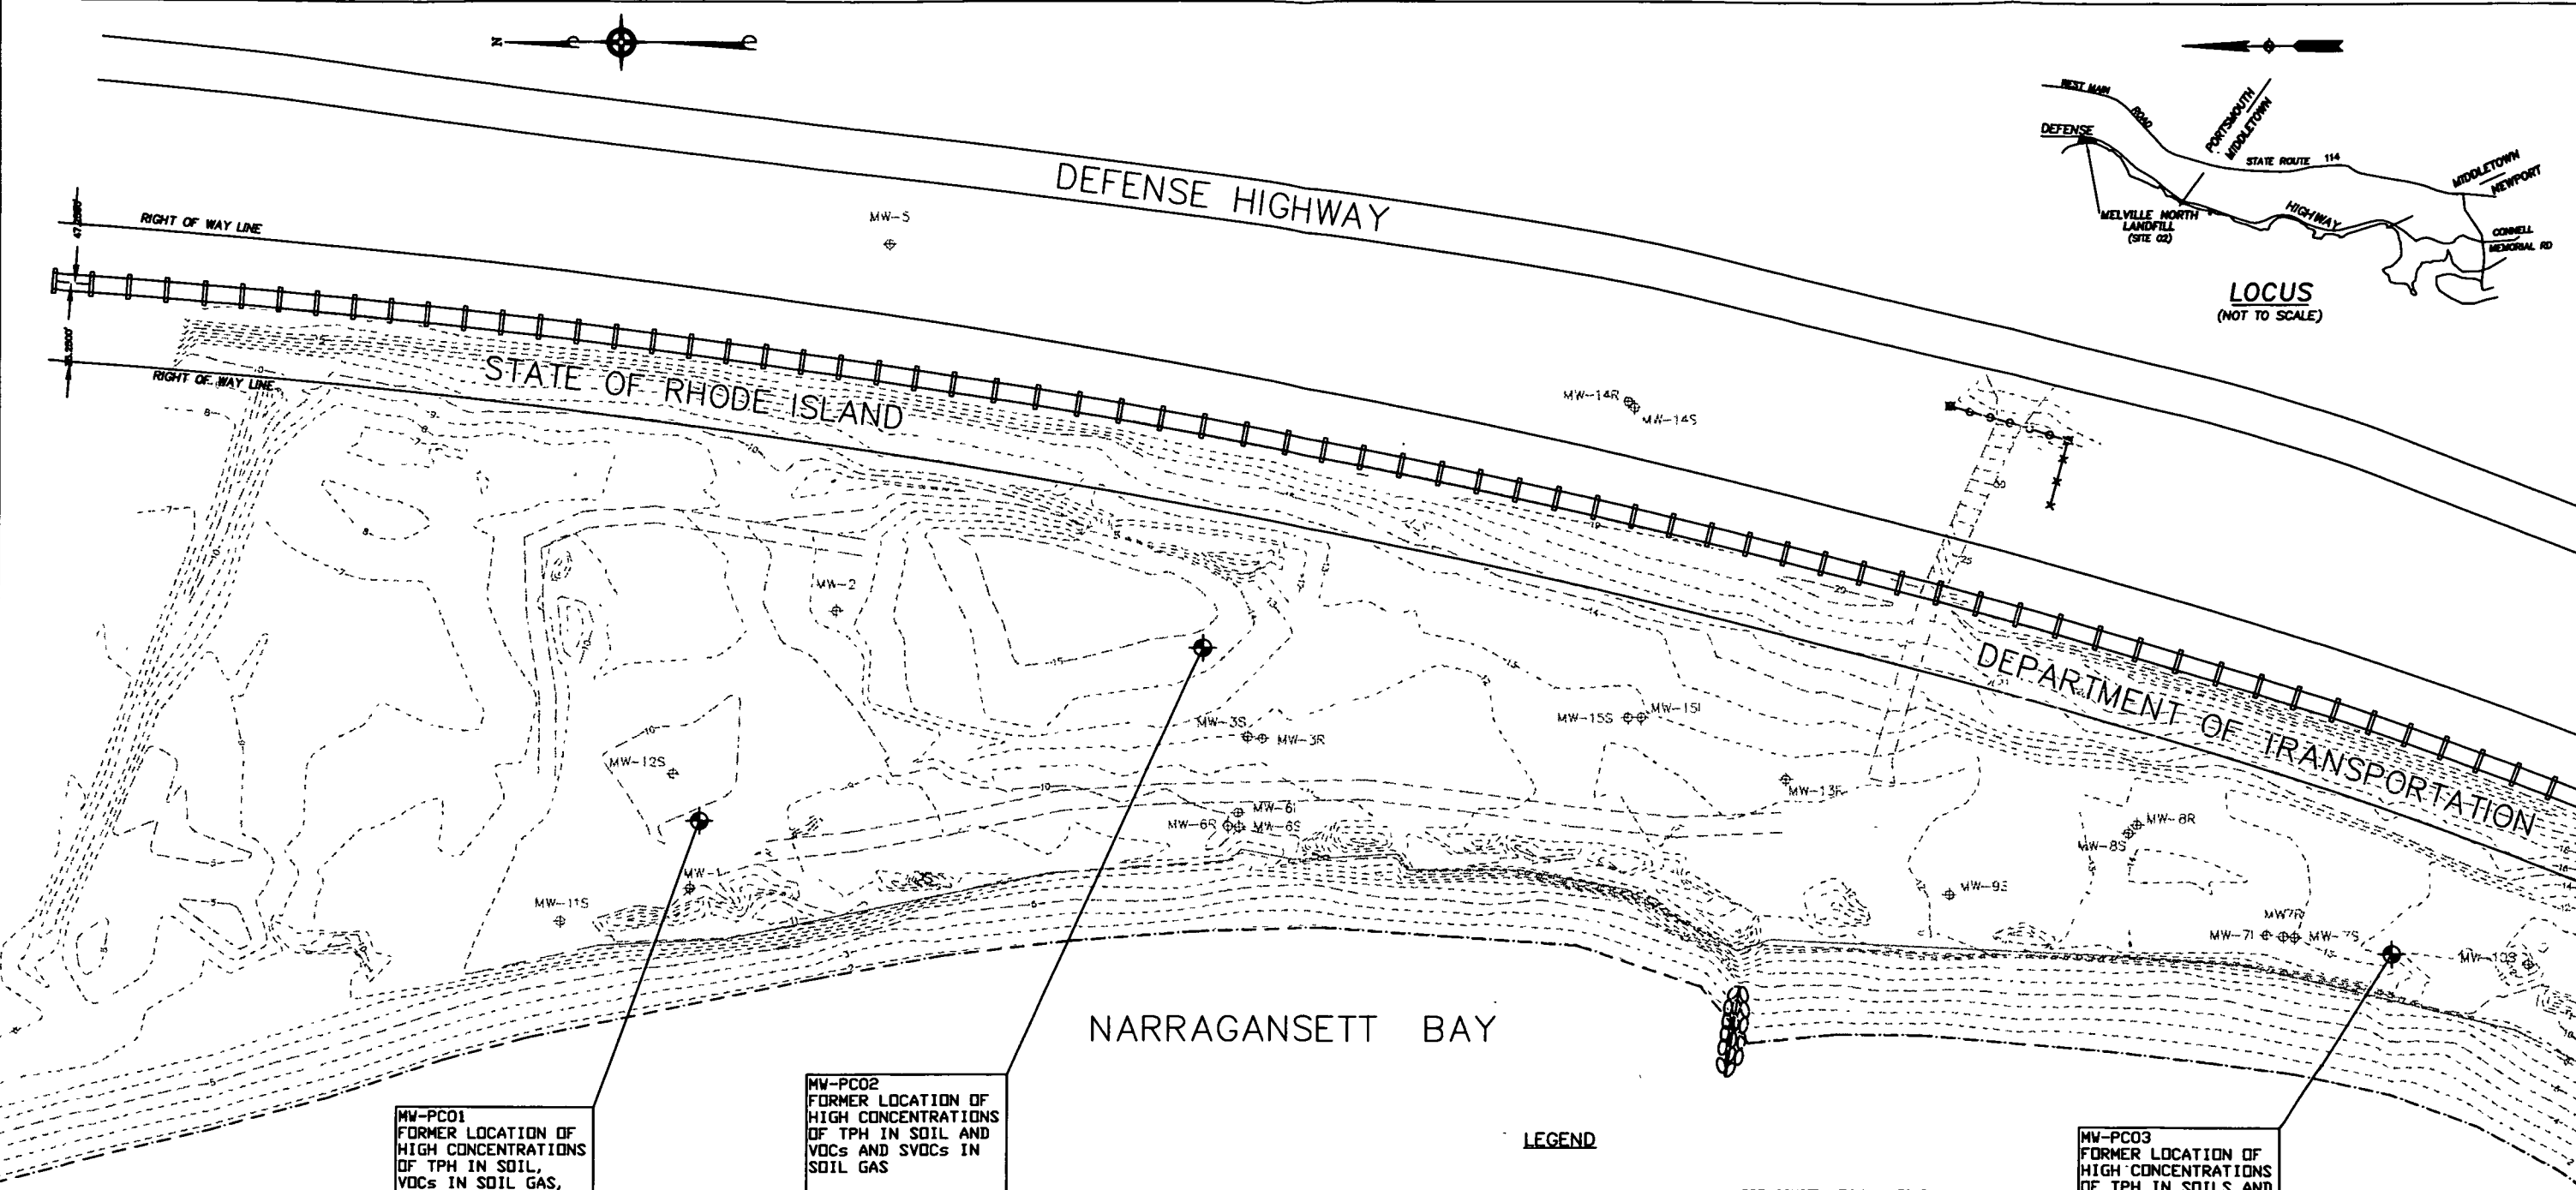 N
DEFENSE HIGHWAY
RIGHT OF WAY LINE
MW-5
WEST MAIN
ROAD
PORTSMOUTH
MIDDLETOWN
DEFENSE
STATE ROUTE 114
MIDDLETOWN
NEWPORT
MELVILLE NORTH
LANDFILL
(SITE 02)
HIGHWAY
CONNELL
MEMORIAL RD
LOCUS
(NOT TO SCALE)
RIGHT OF WAY LINE
STATE OF RHODE ISLAND
MW-14R
MW-14S
MW-2
DEPARTMENT OF TRANSPORTATION
MW-3S
MW-3R
MW-15S
MW-15I
MW-12S
MW-13R
MW-6I
MW-6R
MW-6S
MW-8R
MW-8S
MW-1
MW-11S
MW-9S
MW7R
MW-7I
MW-7S
MW-10S
NARRAGANSETT BAY
MW-PC01
FORMER LOCATION OF
HIGH CONCENTRATIONS
OF TPH IN SOIL,
VOCs IN SOIL GAS,
MW-PC02
FORMER LOCATION OF
HIGH CONCENTRATIONS
OF TPH IN SOIL AND
VOCs AND SVOCs IN
SOIL GAS
LEGEND
MW-PC03
FORMER LOCATION OF
HIGH CONCENTRATIONS
OF TPH IN SOILS AND